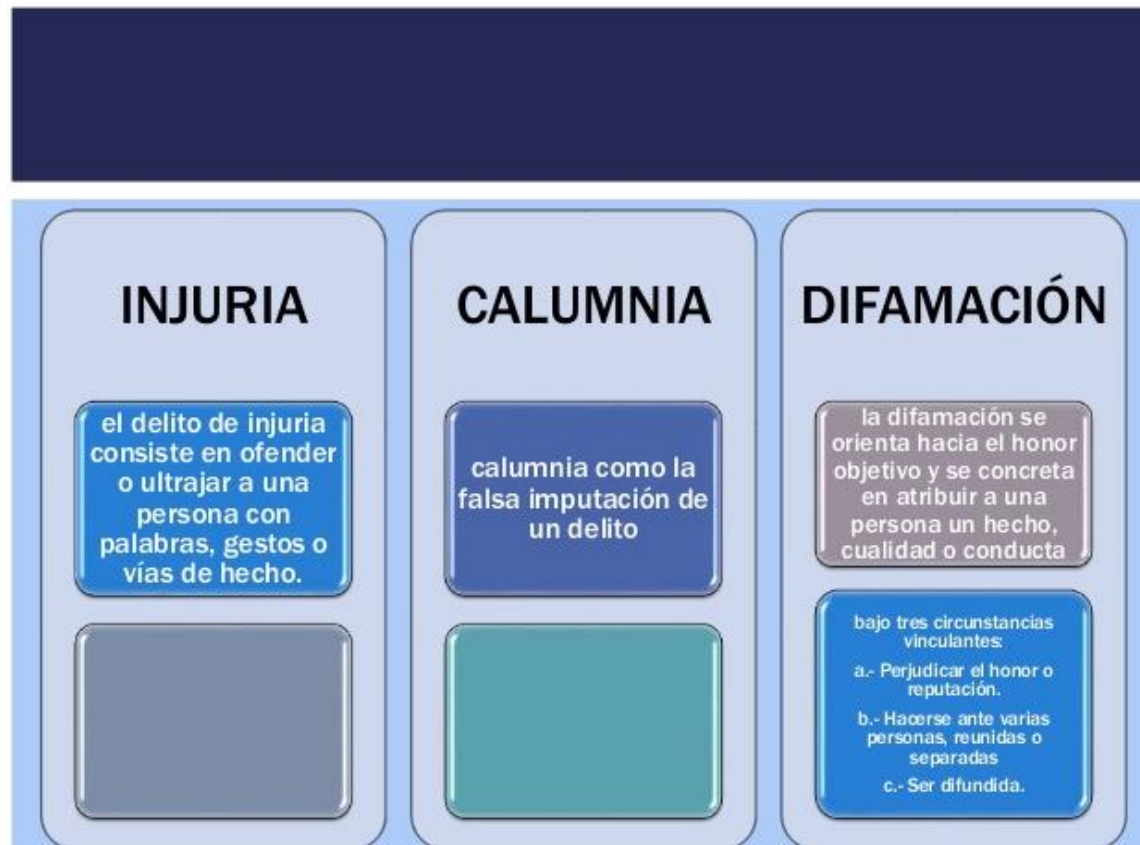 INJURIA
el delito de injuria
consiste en ofender
o ultrajar a una
persona con
palabras, gestos o
vías de hecho.
CALUMNIA
calumnia como la
falsa imputación de
un delito
DIFAMACIÓN
la difamación se
orienta hacia el honor
objetivo y se concreta
en atribuir a una
persona un hecho,
cualidad o conducta
bajo tres circunstancias
vinculantes:
a.- Perjudicar el honor o
reputación.
b.- Hacerse ante varias
personas, reunidas o
separadas
c.- Ser difundida.